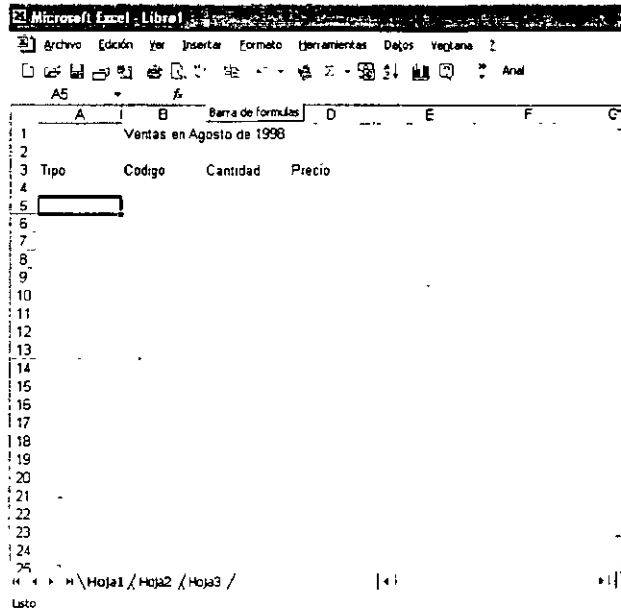 Microsoft Excel - Libro1
Archivo Edición Ver Insertar Formato Herramientas Datos Ventana ?
Arial
A5 fx
Barra de formulas
A B D E F G
1 Ventas en Agosto de 1998
2
3 Tipo Codigo Cantidad Precio
4
5
6
7
8
9
10
11
12
13
14
15
16
17
18
19
20
21
22
23
24
25
Hoja1 Hoja2 Hoja3
Listo